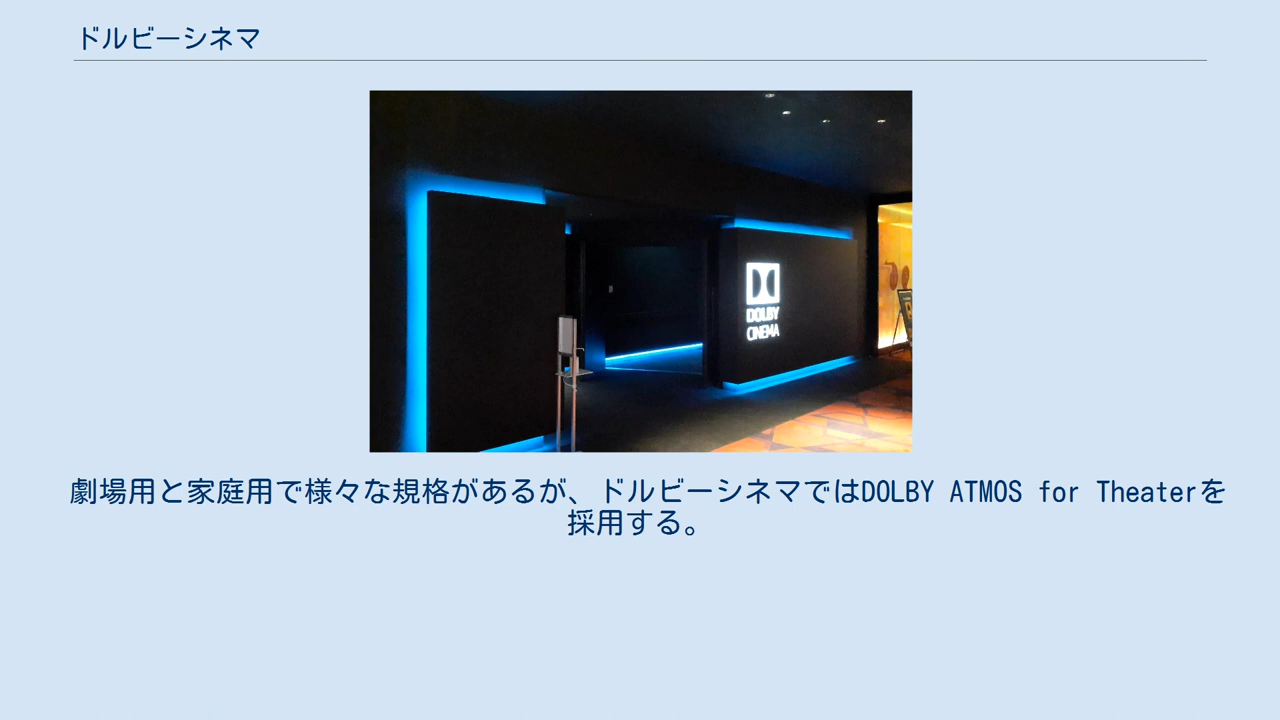 ドルビーシネマ
DOLBY
CINEMA
劇場用と家庭用で様々な規格があるが、ドルビーシネマではDOLBY ATMOS for Theaterを
採用する。